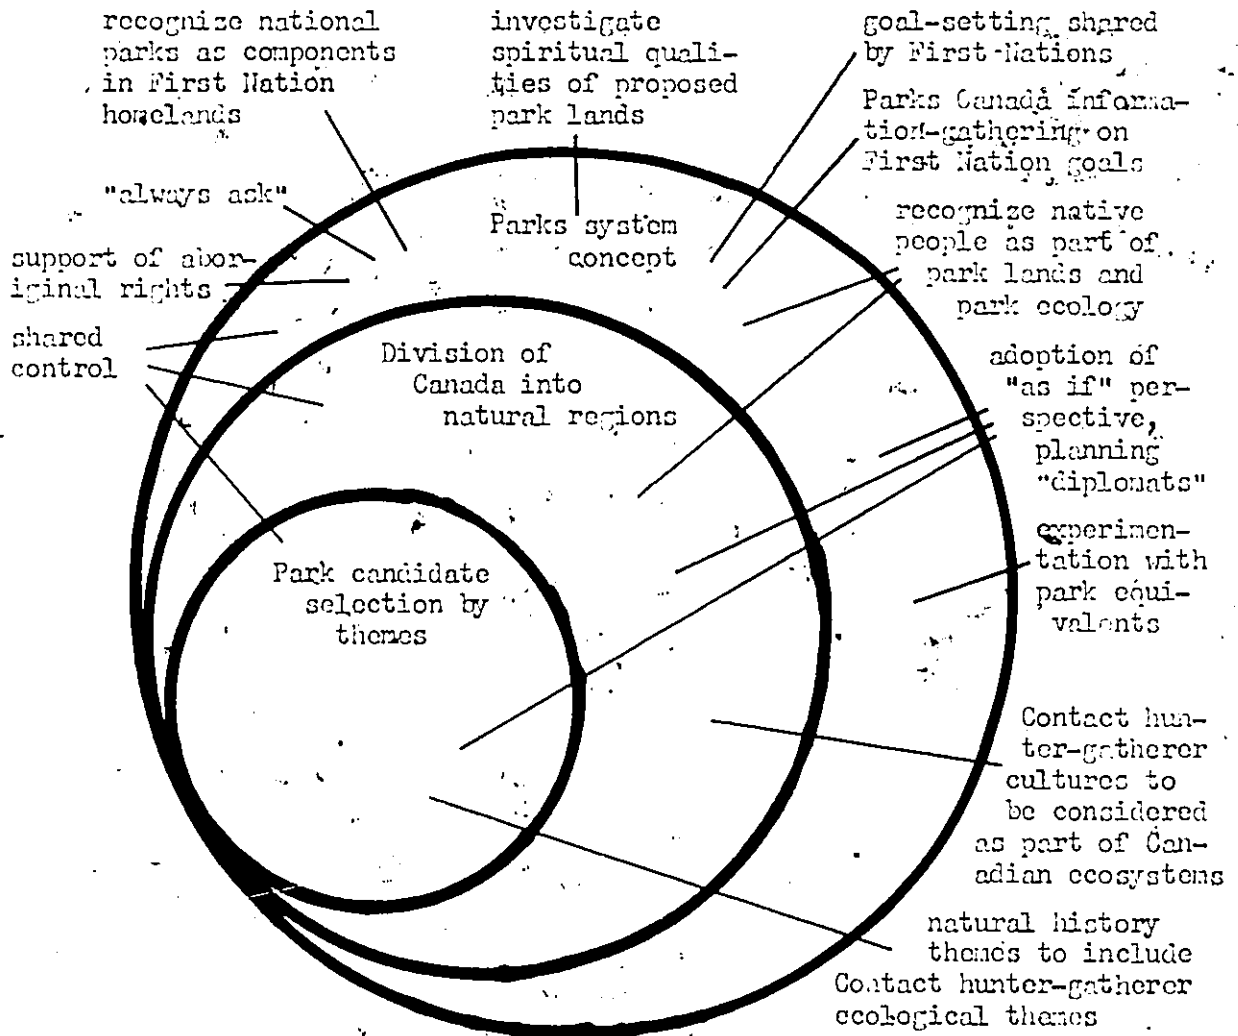 recognize national
parks as components
in First Nation
homelands
investigate
spiritual quali-
ties of proposed
park lands
goal-setting shared
by First Nations
Parks Canada informa-
tion-gathering on
First Nation goals
"always ask"
Parks system
concept
recognize native
people as part of
park lands and
park ecology
support of abor-
iginal rights
shared
control
Division of
Canada into
natural regions
adoption of
"as if" per-
spective,
planning
"diplomats"
experimen-
tation with
park equi-
valents
Park candidate
selection by
themes
Contact hun-
ter-gatherer
cultures to
be considered
as part of Can-
adian ecosystems
natural history
themes to include
Contact hunter-gatherer
ecological themes